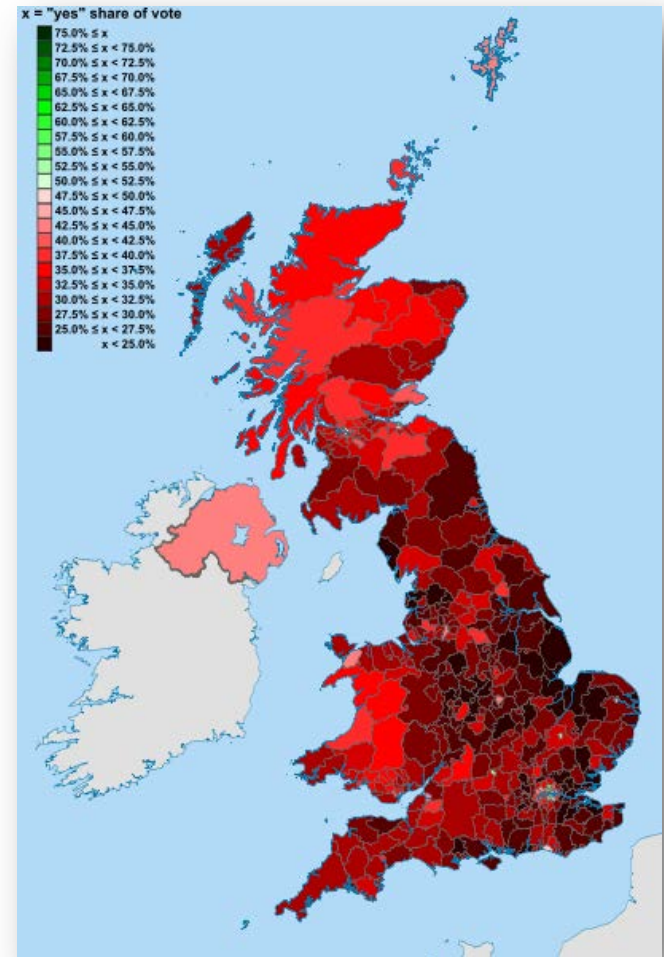 x = "yes" share of vote
75.0% ≤ x
72.5% ≤ x < 75.0%
70.0% ≤ x < 72.5%
67.5% ≤ x < 70.0%
65.0% ≤ x < 67.5%
62.5% ≤ x < 65.0%
60.0% ≤ x < 62.5%
57.5% ≤ x < 60.0%
55.0% ≤ x < 57.5%
52.5% ≤ x < 55.0%
50.0% ≤ x < 52.5%
47.5% ≤ x < 50.0%
45.0% ≤ x < 47.5%
42.5% ≤ x < 45.0%
40.0% ≤ x < 42.5%
37.5% ≤ x < 40.0%
35.0% ≤ x < 37.5%
32.5% ≤ x < 35.0%
30.0% ≤ x < 32.5%
27.5% ≤ x < 30.0%
25.0% ≤ x < 27.5%
x < 25.0%